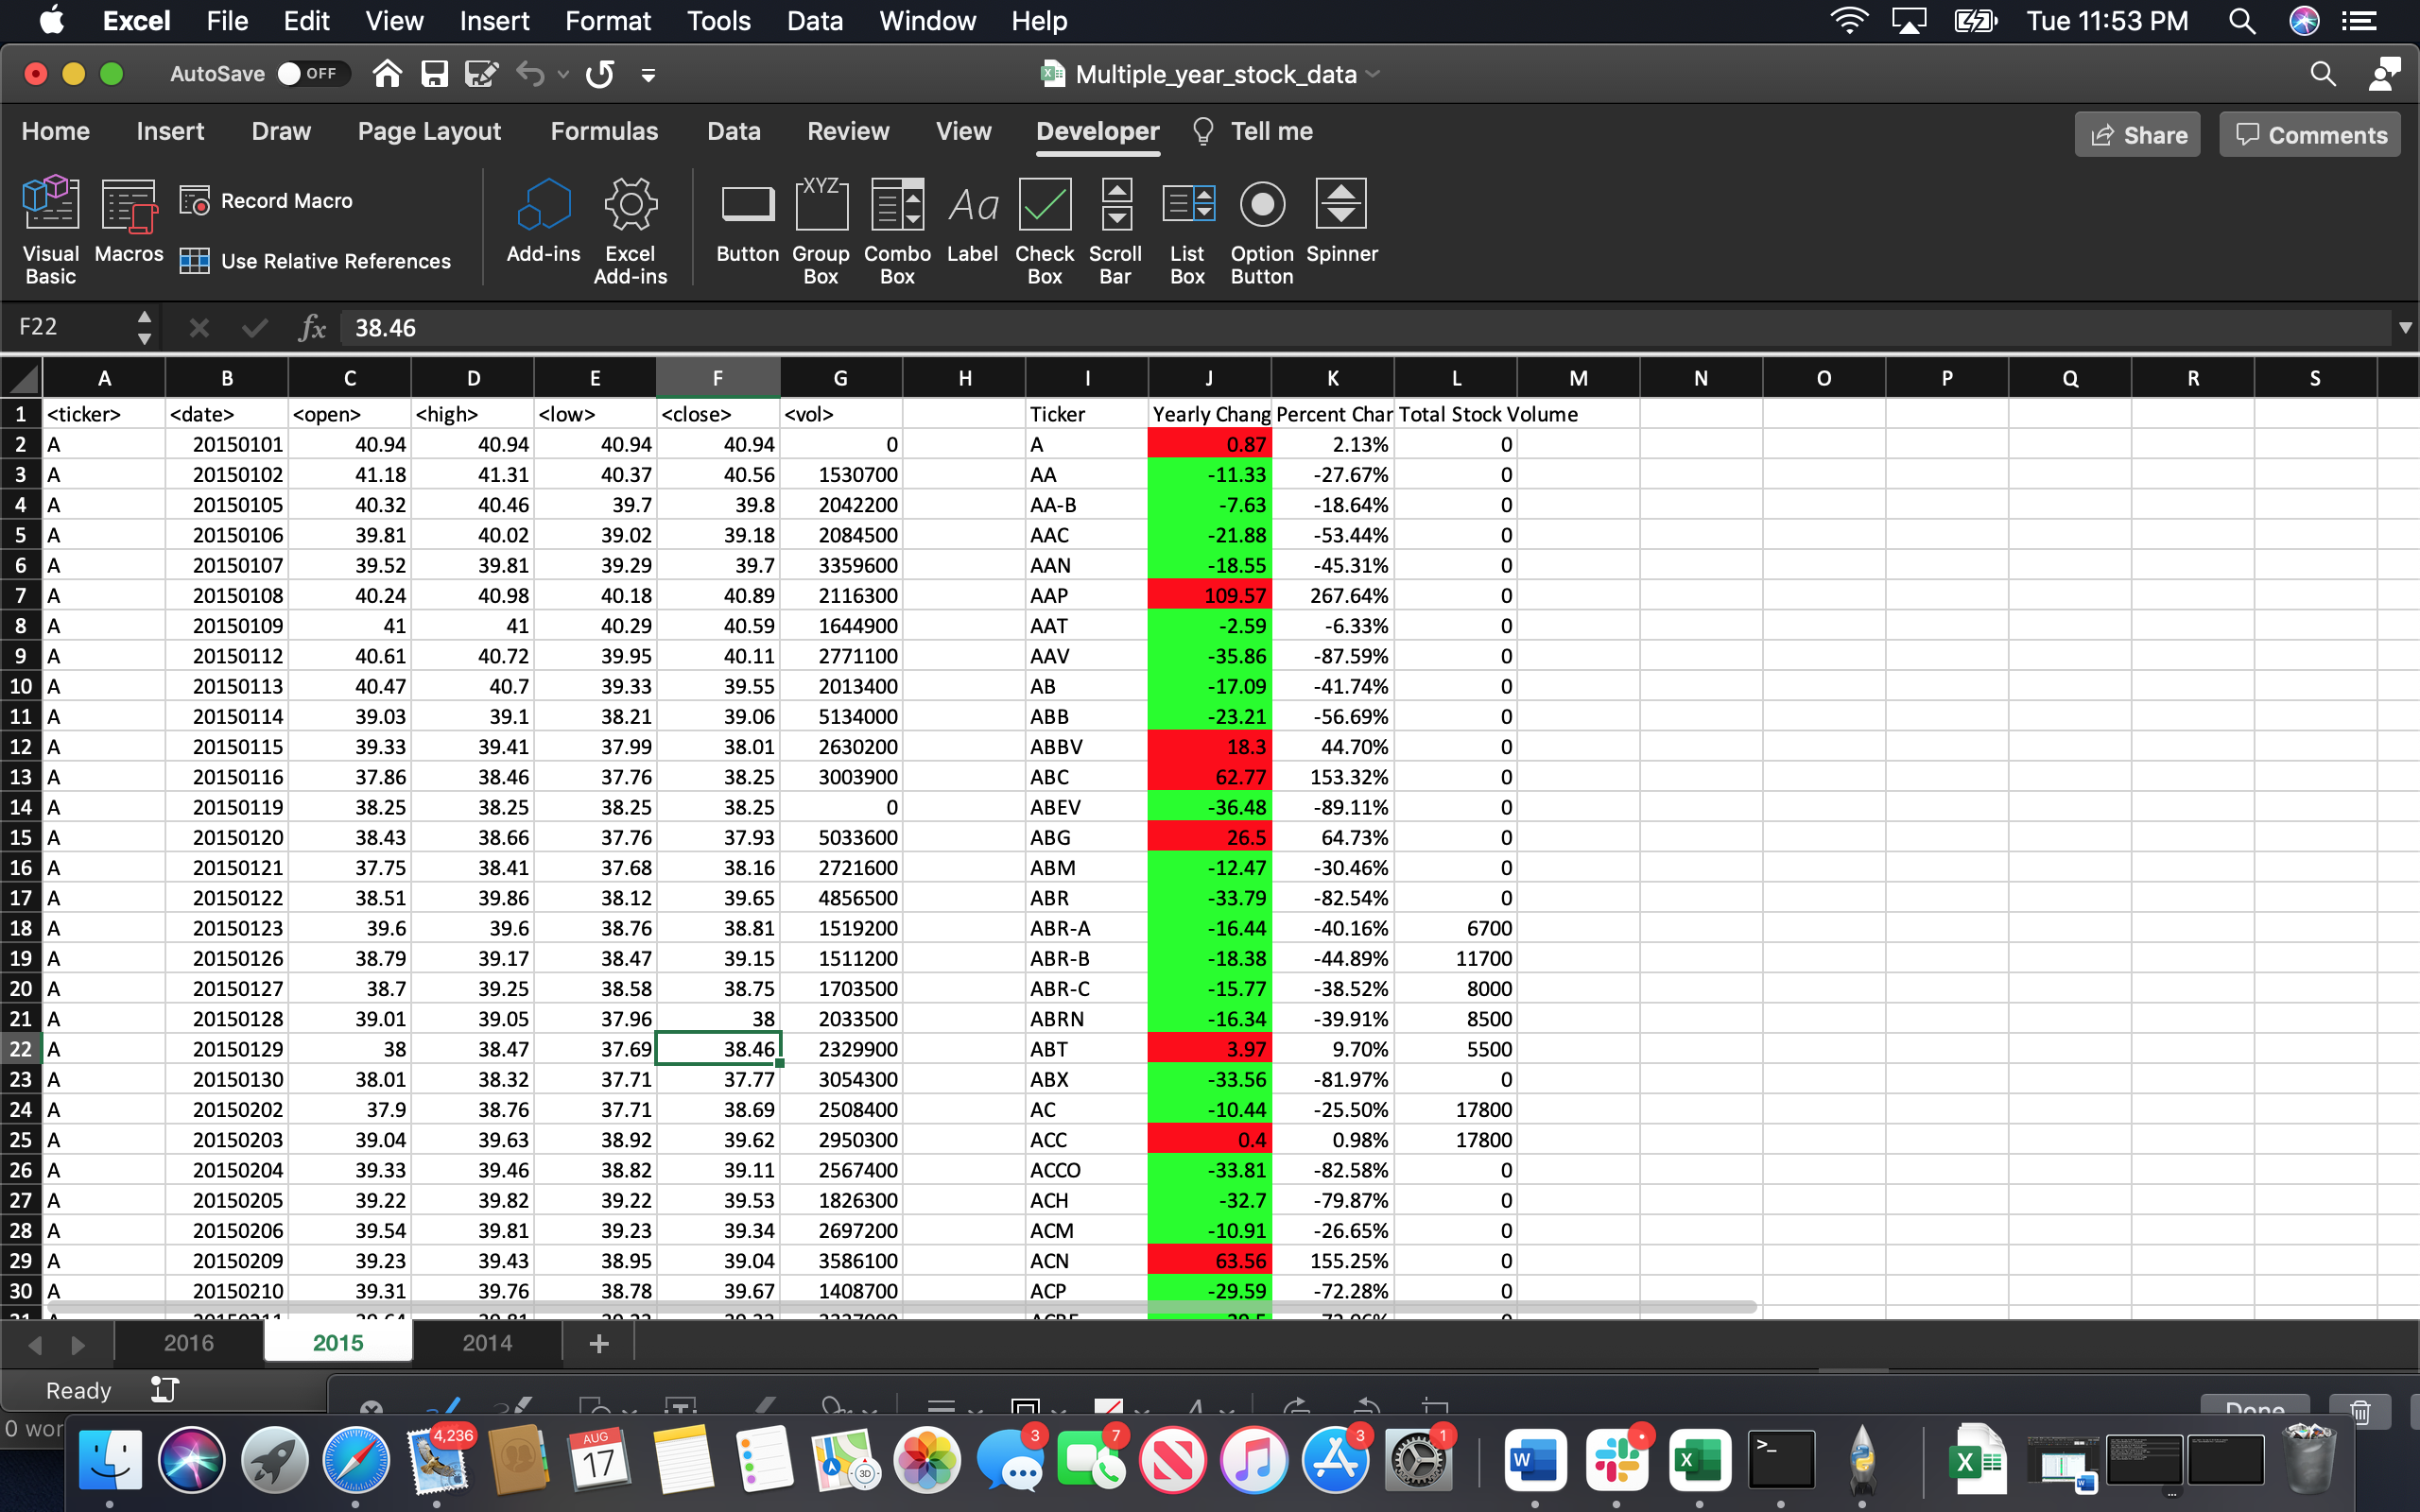 Excel File Edit View Insert Format Tools Data Window Help Tue 11:53 PM
AutoSave OFF Multiple_year_stock_data
Home Insert Draw Page Layout Formulas Data Review View Developer Tell me Share Comments
Visual Basic Macros Record Macro Use Relative References Add-ins Excel Add-ins XYZ Button Group Box Combo Box Aa Label Check Box Scroll Bar List Box Option Button Spinner
F22 fx 38.46
A B C D E F G H I J K L M N O P Q R S
1 <ticker> <date> <open> <high> <low> <close> <vol> Ticker Yearly Chang Percent Char Total Stock Volume
2 A 20150101 40.94 40.94 40.94 40.94 0 A 0.87 2.13% 0
3 A 20150102 41.18 41.31 40.37 40.56 1530700 AA -11.33 -27.67% 0
4 A 20150105 40.32 40.46 39.7 39.8 2042200 AA-B -7.63 -18.64% 0
5 A 20150106 39.81 40.02 39.02 39.18 2084500 AAC -21.88 -53.44% 0
6 A 20150107 39.52 39.81 39.29 39.7 3359600 AAN -18.55 -45.31% 0
7 A 20150108 40.24 40.98 40.18 40.89 2116300 AAP 109.57 267.64% 0
8 A 20150109 41 41 40.29 40.59 1644900 AAT -2.59 -6.33% 0
9 A 20150112 40.61 40.72 39.95 40.11 2771100 AAV -35.86 -87.59% 0
10 A 20150113 40.47 40.7 39.33 39.55 2013400 AB -17.09 -41.74% 0
11 A 20150114 39.03 39.1 38.21 39.06 5134000 ABB -23.21 -56.69% 0
12 A 20150115 39.33 39.41 37.99 38.01 2630200 ABBV 18.3 44.70% 0
13 A 20150116 37.86 38.46 37.76 38.25 3003900 ABC 62.77 153.32% 0
14 A 20150119 38.25 38.25 38.25 38.25 0 ABEV -36.48 -89.11% 0
15 A 20150120 38.43 38.66 37.76 37.93 5033600 ABG 26.5 64.73% 0
16 A 20150121 37.75 38.41 37.68 38.16 2721600 ABM -12.47 -30.46% 0
17 A 20150122 38.51 39.86 38.12 39.65 4856500 ABR -33.79 -82.54% 0
18 A 20150123 39.6 39.6 38.76 38.81 1519200 ABR-A -16.44 -40.16% 6700
19 A 20150126 38.79 39.17 38.47 39.15 1511200 ABR-B -18.38 -44.89% 11700
20 A 20150127 38.7 39.25 38.58 38.75 1703500 ABR-C -15.77 -38.52% 8000
21 A 20150128 39.01 39.05 37.96 38 2033500 ABRN -16.34 -39.91% 8500
22 A 20150129 38 38.47 37.69 38.46 2329900 ABT 3.97 9.70% 5500
23 A 20150130 38.01 38.32 37.71 37.77 3054300 ABX -33.56 -81.97% 0
24 A 20150202 37.9 38.76 37.71 38.69 2508400 AC -10.44 -25.50% 17800
25 A 20150203 39.04 39.63 38.92 39.62 2950300 ACC 0.4 0.98% 17800
26 A 20150204 39.33 39.46 38.82 39.11 2567400 ACCO -33.81 -82.58% 0
27 A 20150205 39.22 39.82 39.22 39.53 1826300 ACH -32.7 -79.87% 0
28 A 20150206 39.54 39.81 39.23 39.34 2697200 ACM -10.91 -26.65% 0
29 A 20150209 39.23 39.43 38.95 39.04 3586100 ACN 63.56 155.25% 0
30 A 20150210 39.31 39.76 38.78 39.67 1408700 ACP -29.59 -72.28% 0
2016 2015 2014 +
Ready
Done
0 wor
4,236 AUG 17 3D 3 7 3 1 W X >_ X W